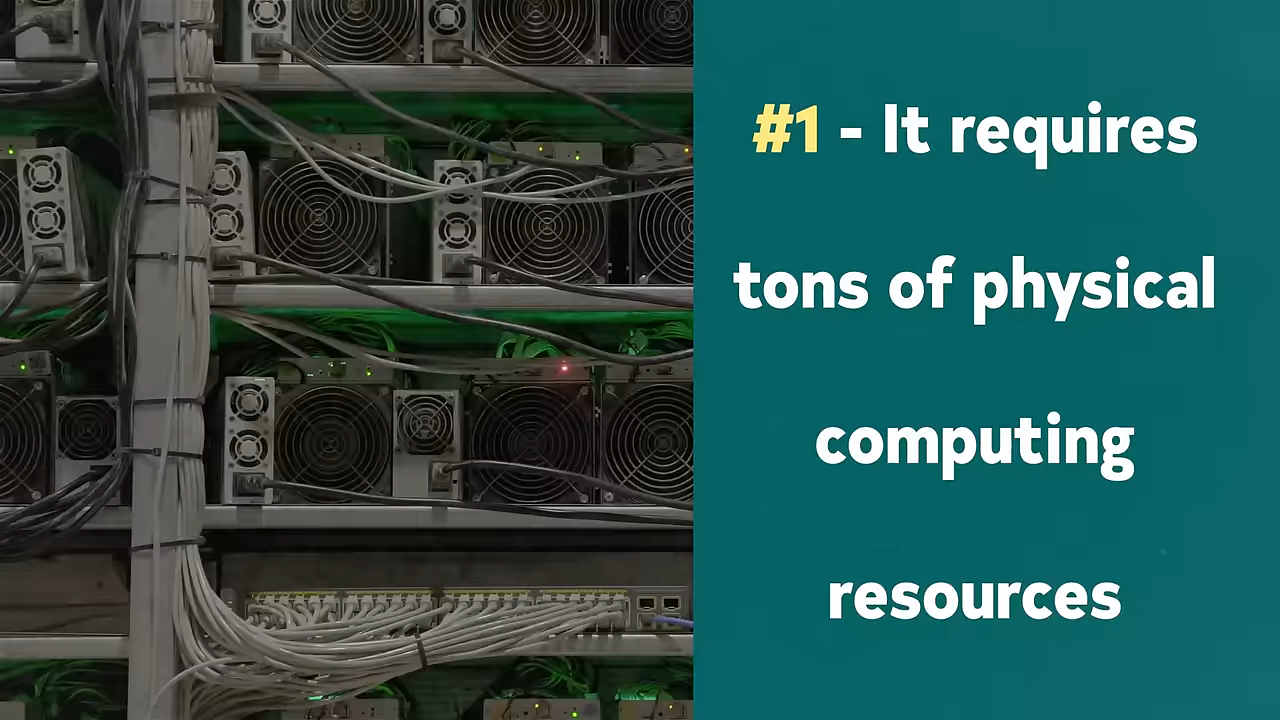 #1 - It requires
tons of physical
computing
resources